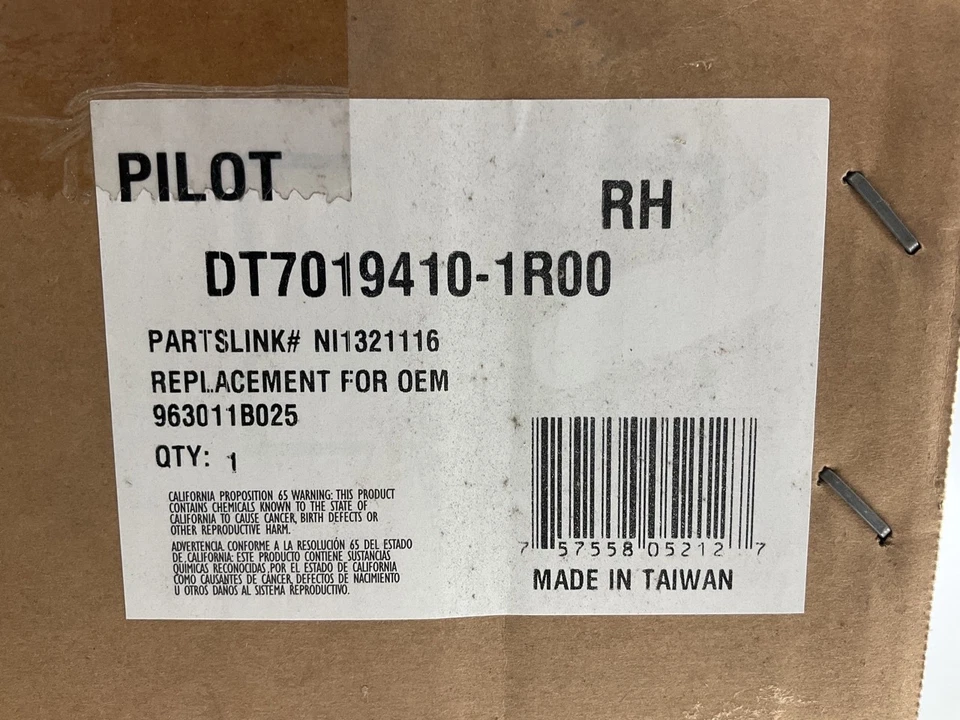 PILOT
RH
DT7019410-1R00
PARTSLINK# NI1321116
REPLACEMENT FOR OEM
963011B025
QTY: 1
CALIFORNIA PROPOSITION 65 WARNING: THIS PRODUCT
CONTAINS CHEMICALS KNOWN TO THE STATE OF
CALIFORNIA TO CAUSE CANCER, BIRTH DEFECTS OR
OTHER REPRODUCTIVE HARM.
ADVERTENCIA. CONFORME A LA RESOLUCIÓN 65 DEL ESTADO
DE CALIFORNIA: ESTE PRODUCTO CONTIENE SUSTANCIAS
QUÍMICAS RECONOCIDAS ,POR EL ESTADO DE CALIFORNIA
COMO CAUSANTES DE CÁNCER, DEFECTOS DE NACIMIENTO
U OTROS DAÑOS AL SISTEMA REPRODUCTIVO.
7 57558 05212 7
MADE IN TAIWAN